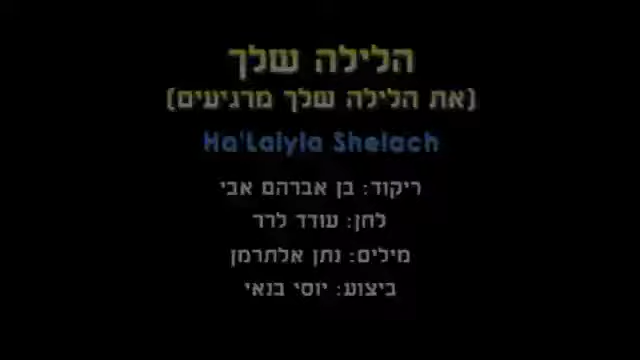 הלילה שלך
(את הלילה שלך מרגיעים)
Ha'Laiyla Shelach
ריקוד: בן אברהם אבי
לחן: עודד לרר
מילים: נתן אלתרמן
ביצוע: יוסי בנאי